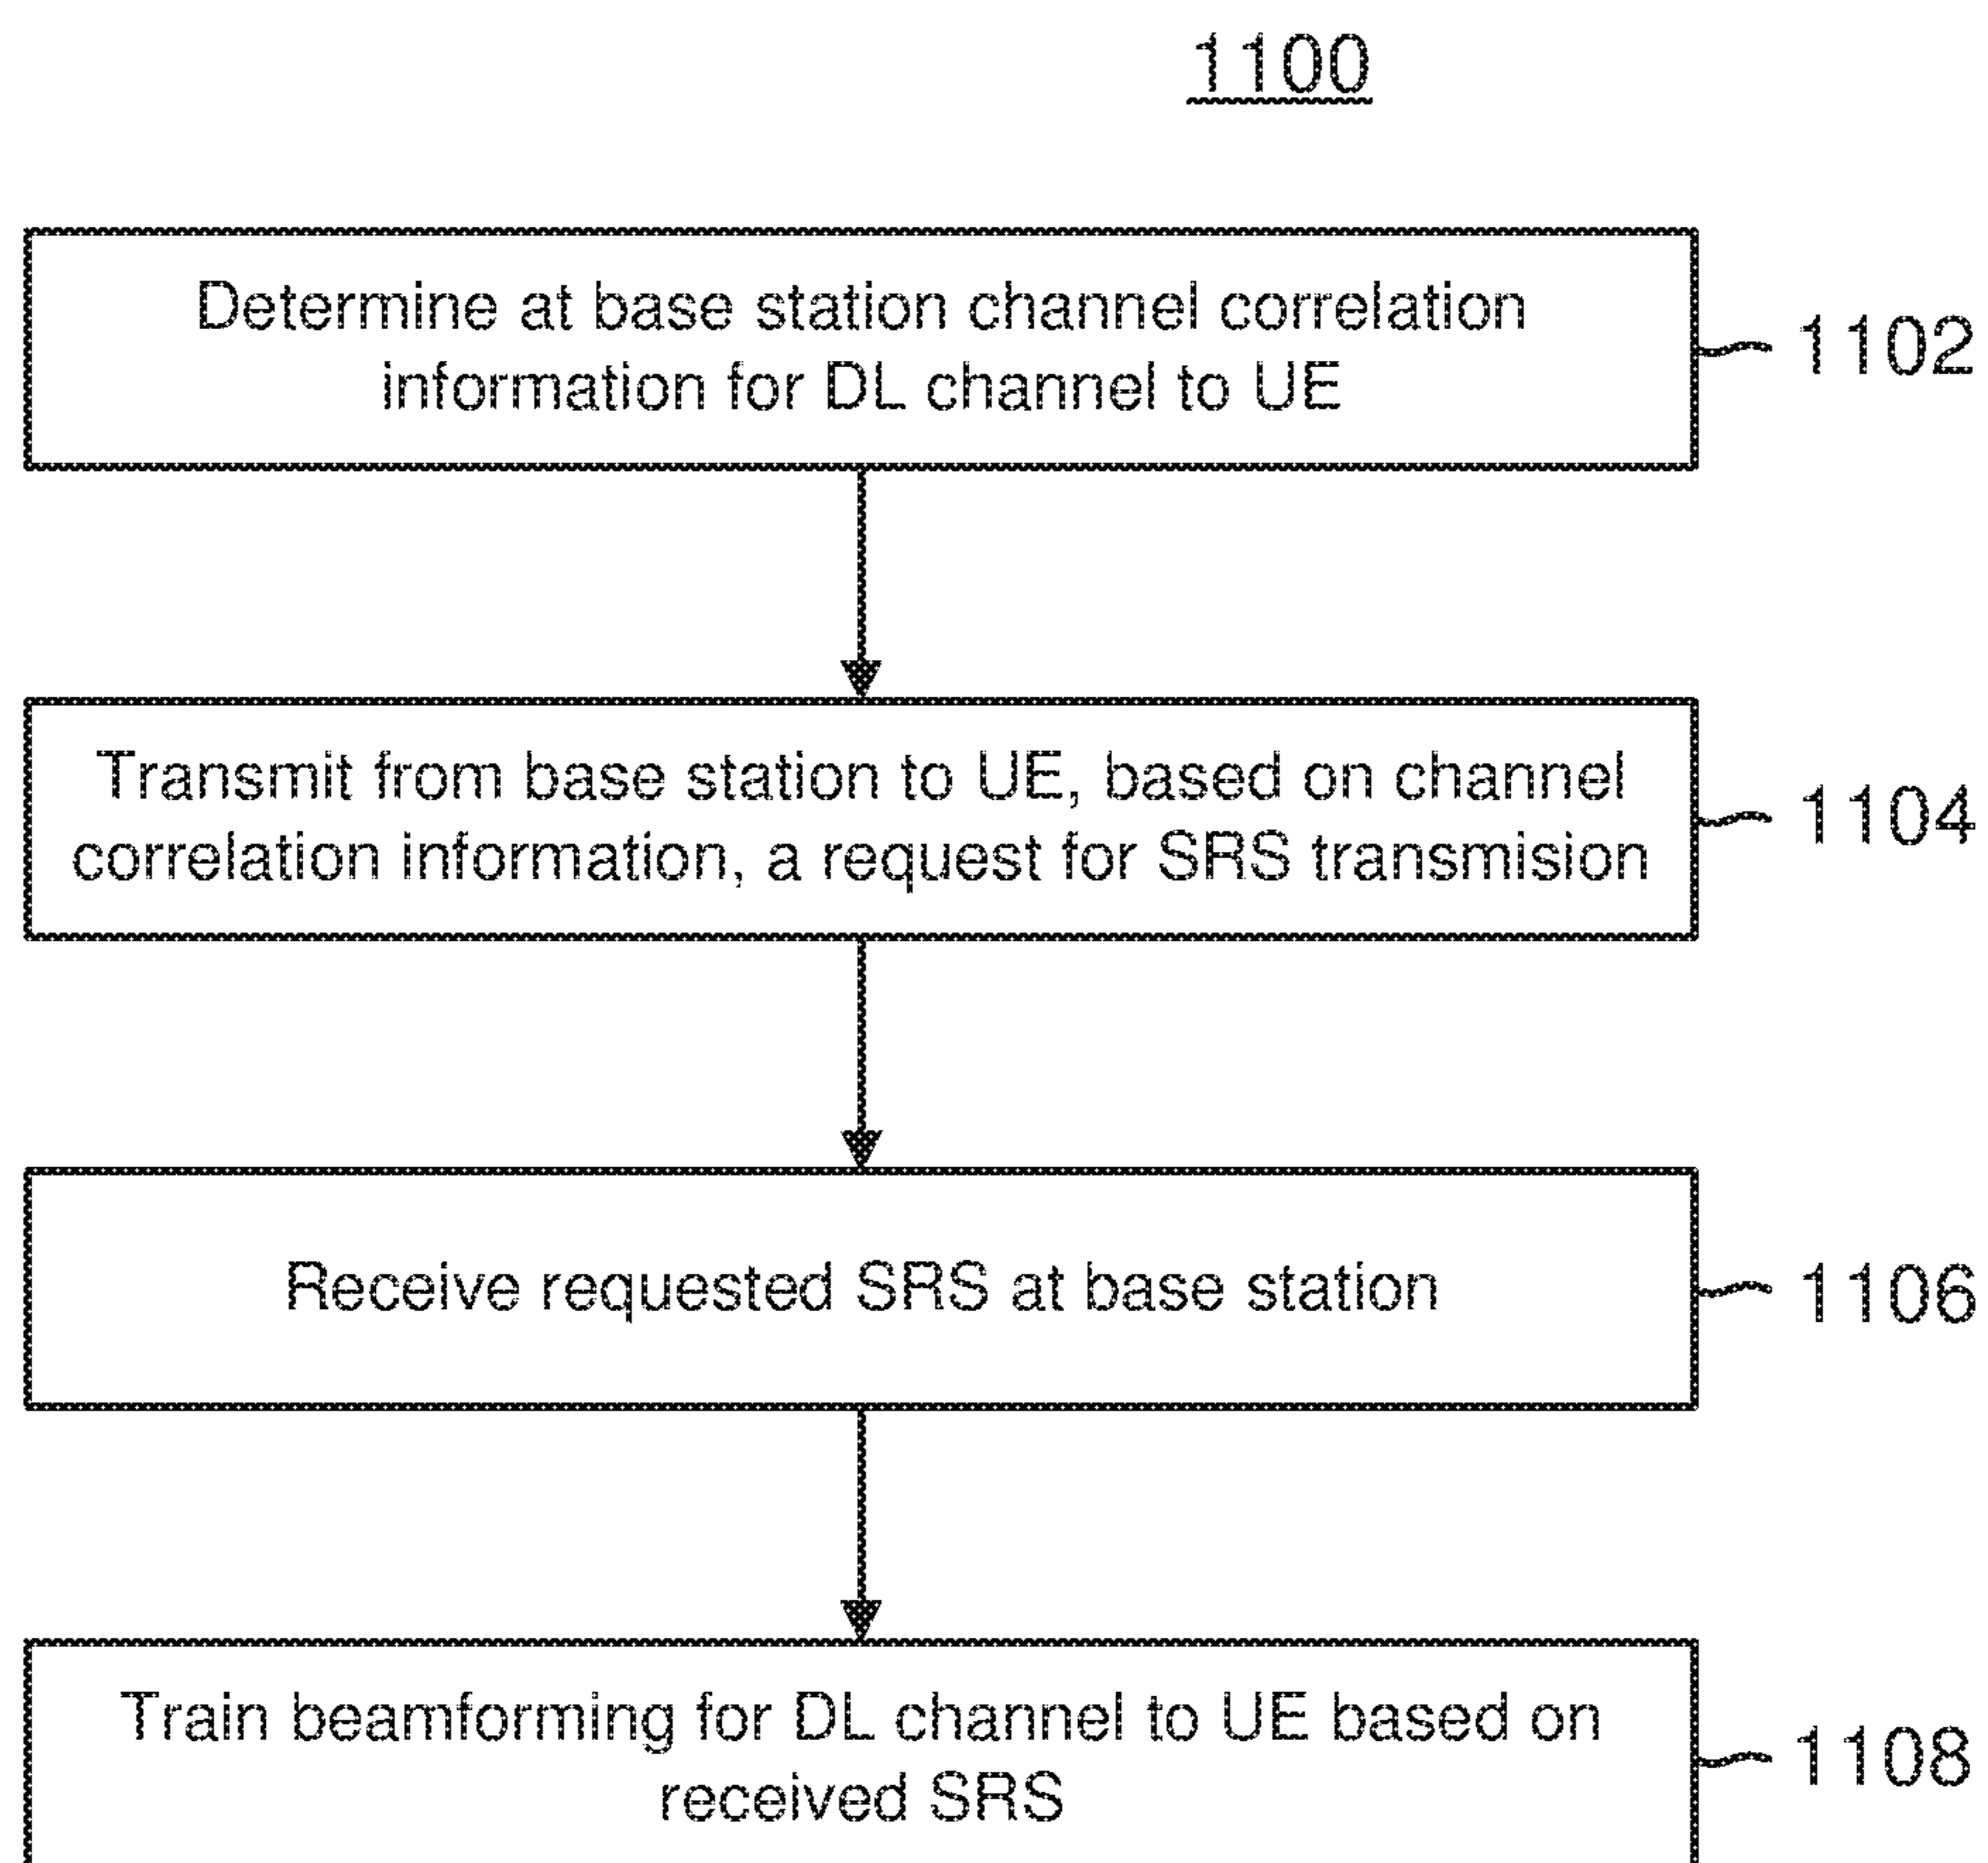 1100
Determine at base station channel correlation
information for DL channel to UE
1102
Transmit from base station to UE, based on channel
correlation information, a request for SRS transmision
1104
Receive requested SRS at base station
1106
Train beamforming for DL channel to UE based on
received SRS
1108